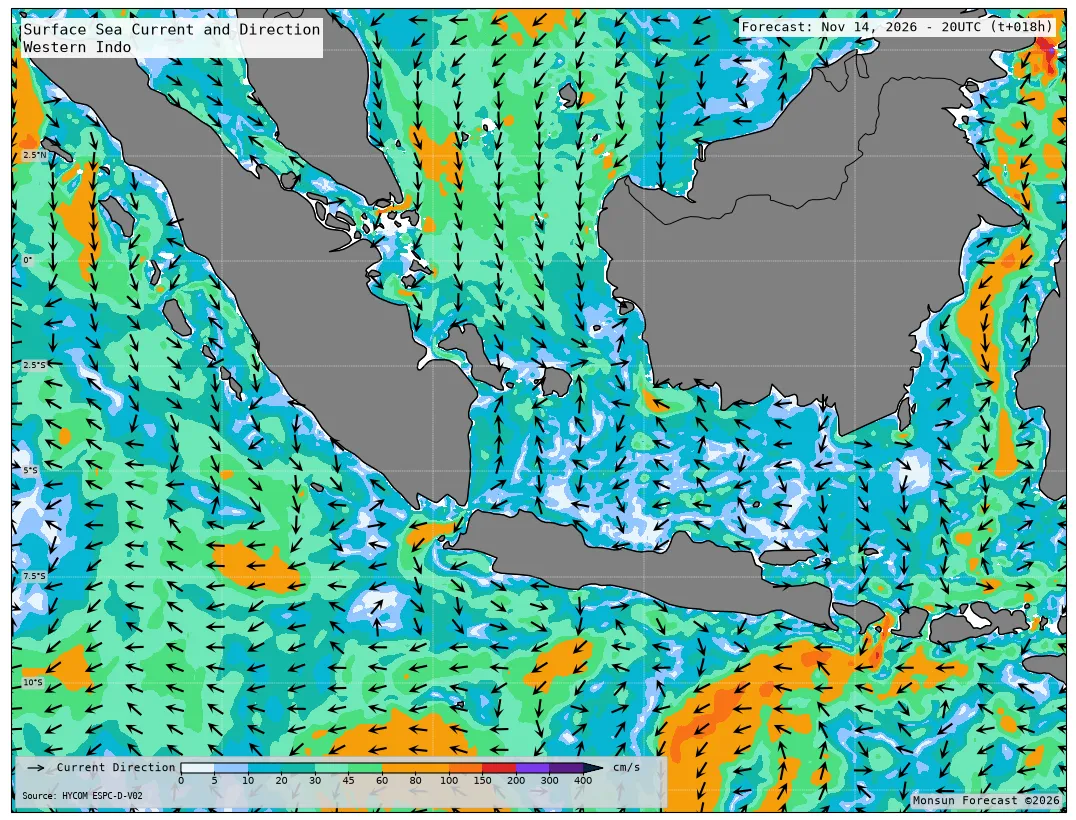 Surface Sea Current and Direction
Western Indo
Forecast: Nov 14, 2026 - 20UTC (t+018h)
2.5°N
0°
2.5°S
5°S
7.5°S
10°S
Current Direction
0 5 10 20 30 45 60 80 100 150 200 300 400 cm/s
Source: HYCOM ESPC-D-V02
Monsun Forecast ©2026